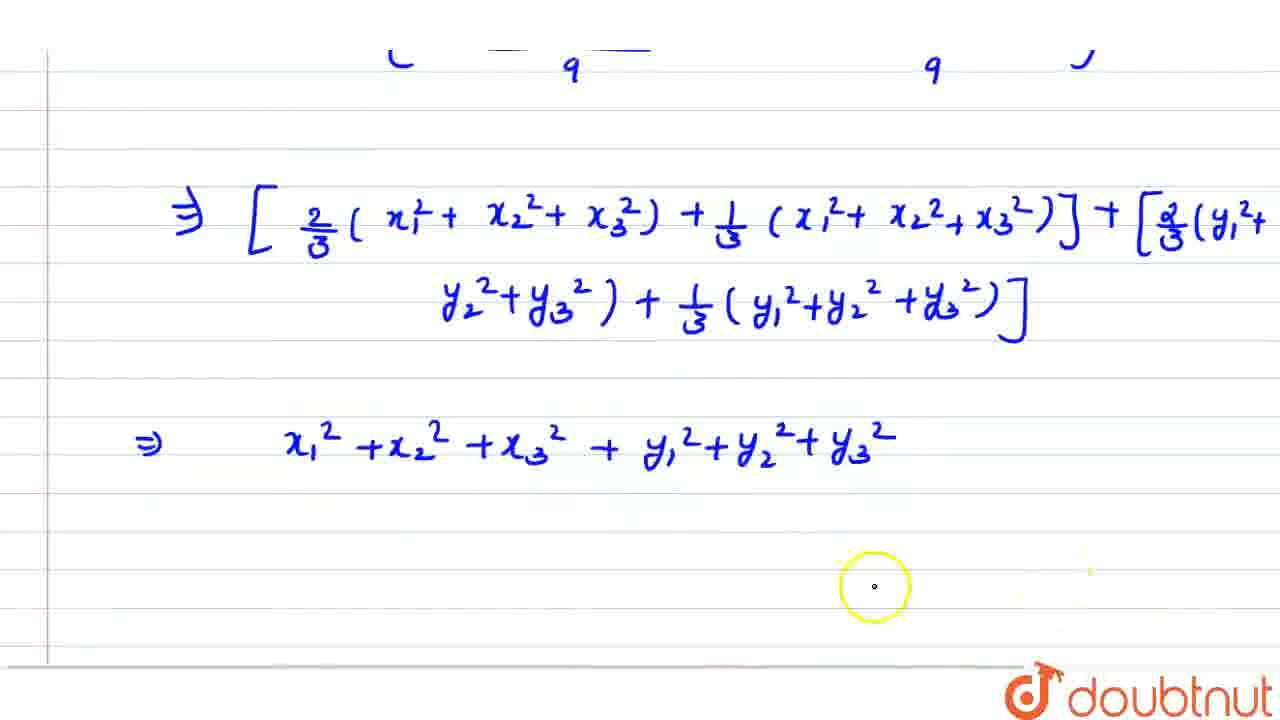 9 9
⇒ [ 2/3 ( x₁² + x₂² + x₃² ) + 1/3 ( x₁² + x₂² + x₃² ) ] + [ 2/3 ( y₁² +
y₂² + y₃² ) + 1/3 ( y₁² + y₂² + y₃² ) ]
⇒ x₁² + x₂² + x₃² + y₁² + y₂² + y₃²
doubtnut